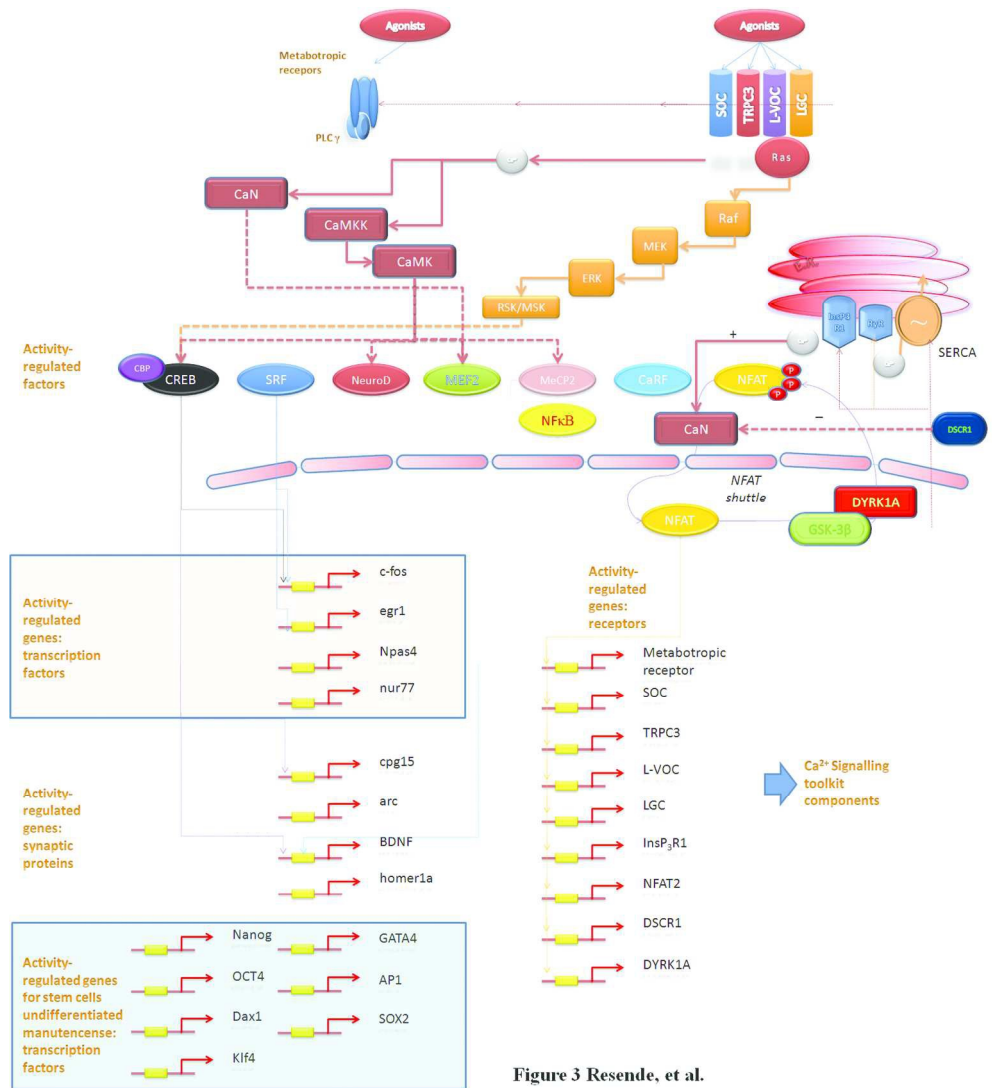 Agonists
Agonists
Metabotropic
recepors
PLC γ
SOC
TRPC3
L-VOC
LGC
Ras
CaN
CaMKK
CaMK
Raf
MEK
ERK
RSK/MSK
InsP4
R1
RyR
SERCA
+
Activity-
regulated
factors
CBP
CREB
SRF
NeuroD
MEF2
MeCP2
CaRF
NFAT
P
P
P
NFκB
CaN
–
DSCR1
NFAT
shuttle
DYRK1A
NFAT
GSK-3β
Activity-
regulated
genes:
transcription
factors
c-fos
egr1
Npas4
nur77
Activity-
regulated
genes:
receptors
Metabotropic
receptor
SOC
TRPC3
L-VOC
LGC
InsP₃R1
NFAT2
DSCR1
DYRK1A
Ca²⁺ Signalling
toolkit
components
Activity-
regulated
genes:
synaptic
proteins
cpg15
arc
BDNF
homer1a
Activity-
regulated genes
for stem cells
undifferentiated
manutencense:
transcription
factors
Nanog
OCT4
Dax1
Klf4
GATA4
AP1
SOX2
Figure 3 Resende, et al.